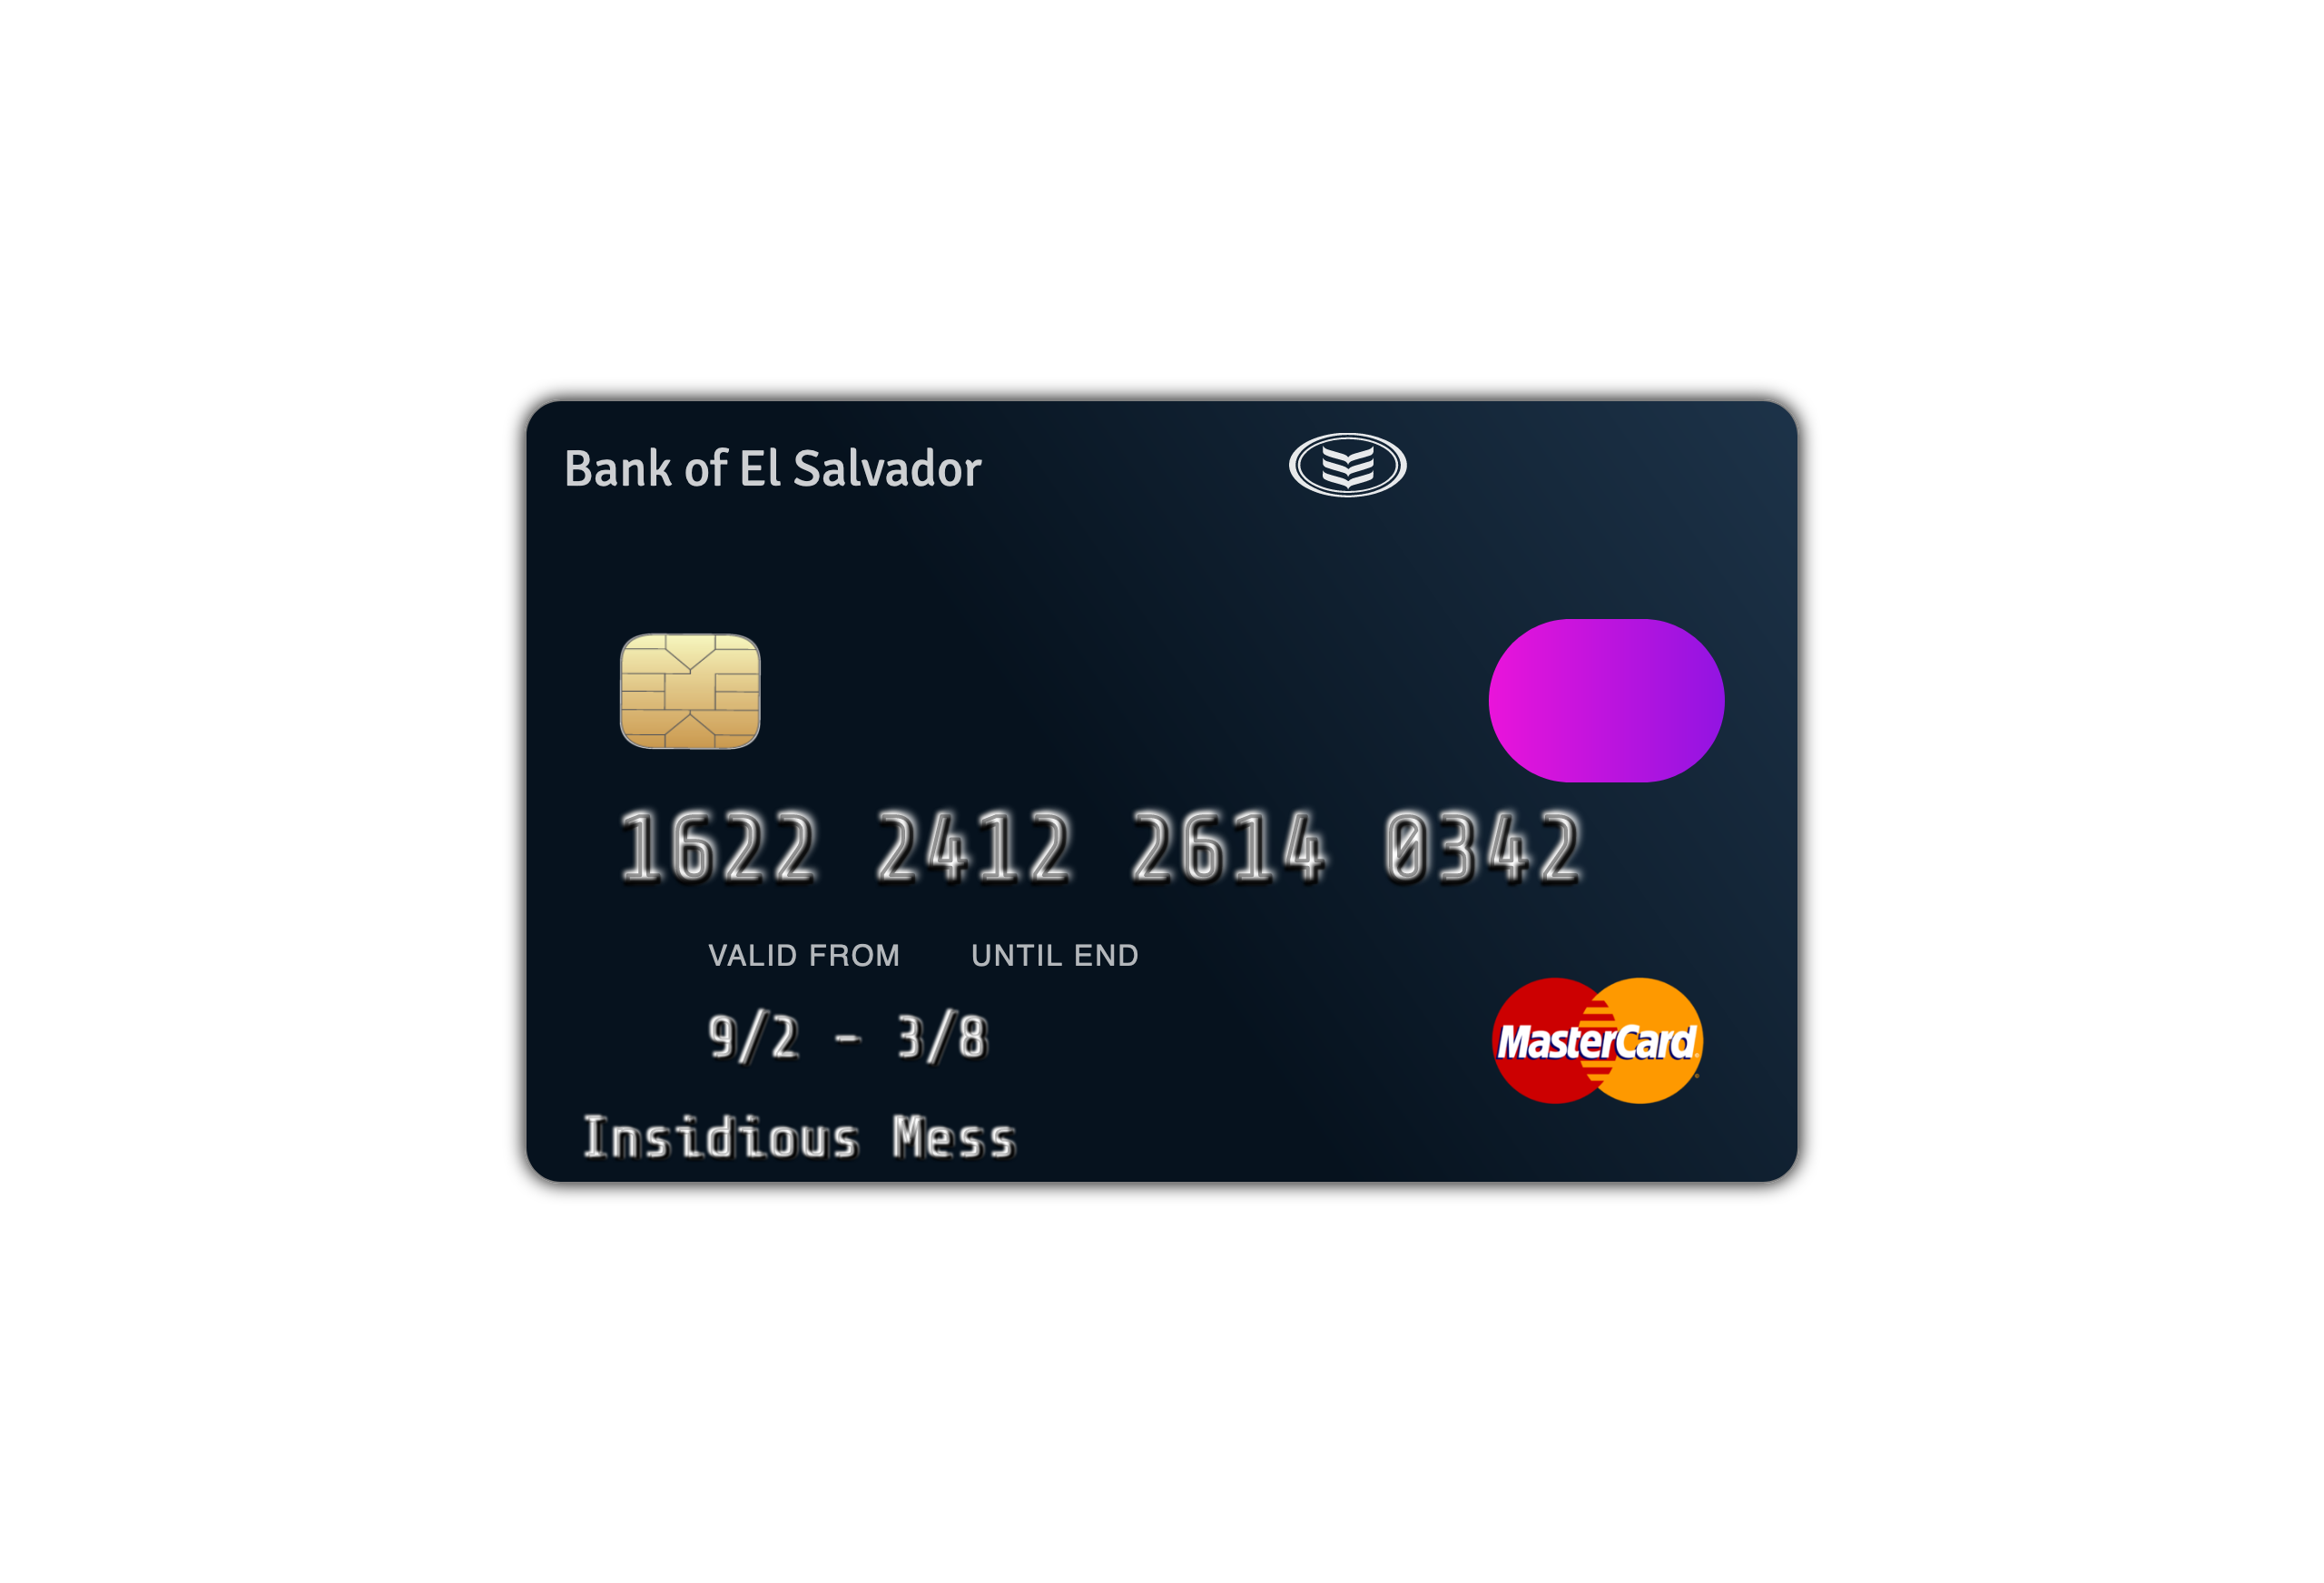 Bank of El Salvador
1622 2412 2614 0342
VALID FROM UNTIL END
9/2 - 3/8
MasterCard
Insidious Mess